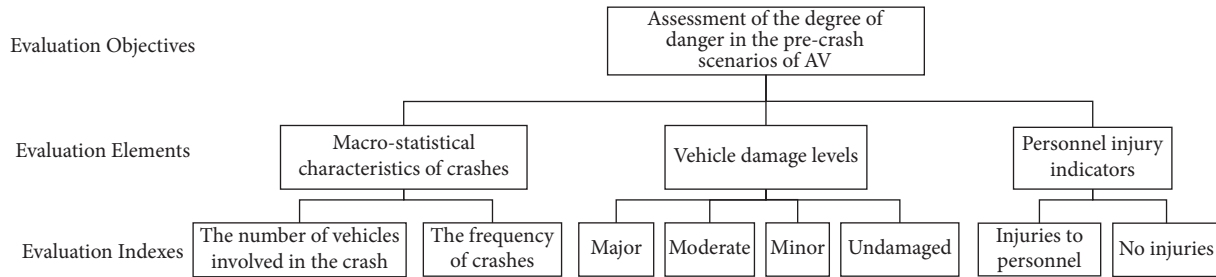 Evaluation Objectives
Assessment of the degree of
danger in the pre-crash
scenarios of AV
Evaluation Elements
Macro-statistical
characteristics of crashes
Vehicle damage levels
Personnel injury
indicators
Evaluation Indexes
The number of vehicles
involved in the crash
The frequency
of crashes
Major
Moderate
Minor
Undamaged
Injuries to
personnel
No injuries